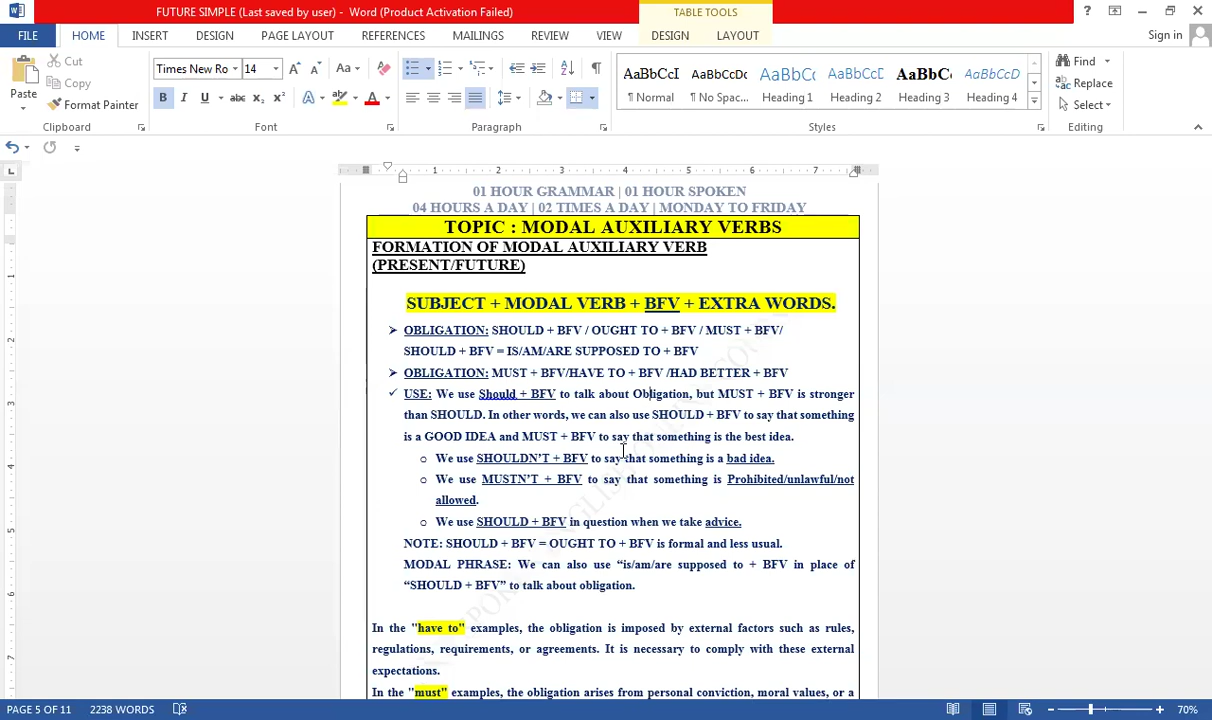 FUTURE SIMPLE (Last saved by user) - Word (Product Activation Failed)
TABLE TOOLS
FILE HOME INSERT DESIGN PAGE LAYOUT REFERENCES MAILINGS REVIEW VIEW DESIGN LAYOUT Sign in
Paste
Cut
Copy
Format Painter
Clipboard
Times New Ro 14
Font
Paragraph
AaBbCcI AaBbCcDc AaBbC AaBbCcDc AaBbC AaBbCcDc
¶ Normal ¶ No Spac... Heading 1 Heading 2 Heading 3 Heading 4
Styles
Find
Replace
Select
Editing
1 2 3 4 5 6 7
01 HOUR GRAMMAR | 01 HOUR SPOKEN
04 HOURS A DAY | 02 TIMES A DAY | MONDAY TO FRIDAY
TOPIC : MODAL AUXILIARY VERBS
FORMATION OF MODAL AUXILIARY VERB
(PRESENT/FUTURE)
SUBJECT + MODAL VERB + BFV + EXTRA WORDS.
➢ OBLIGATION: SHOULD + BFV / OUGHT TO + BFV / MUST + BFV/
SHOULD + BFV = IS/AM/ARE SUPPOSED TO + BFV
➢ OBLIGATION: MUST + BFV/HAVE TO + BFV /HAD BETTER + BFV
✓ USE: We use Should + BFV to talk about Obligation, but MUST + BFV is stronger
than SHOULD. In other words, we can also use SHOULD + BFV to say that something
is a GOOD IDEA and MUST + BFV to say that something is the best idea.
o We use SHOULDN'T + BFV to say that something is a bad idea.
o We use MUSTN'T + BFV to say that something is Prohibited/unlawful/not
allowed.
o We use SHOULD + BFV in question when we take advice.
NOTE: SHOULD + BFV = OUGHT TO + BFV is formal and less usual.
MODAL PHRASE: We can also use “is/am/are supposed to + BFV in place of
“SHOULD + BFV” to talk about obligation.
In the "have to" examples, the obligation is imposed by external factors such as rules,
regulations, requirements, or agreements. It is necessary to comply with these external
expectations.
In the "must" examples, the obligation arises from personal conviction, moral values, or a
PAGE 5 OF 11 2238 WORDS 70%